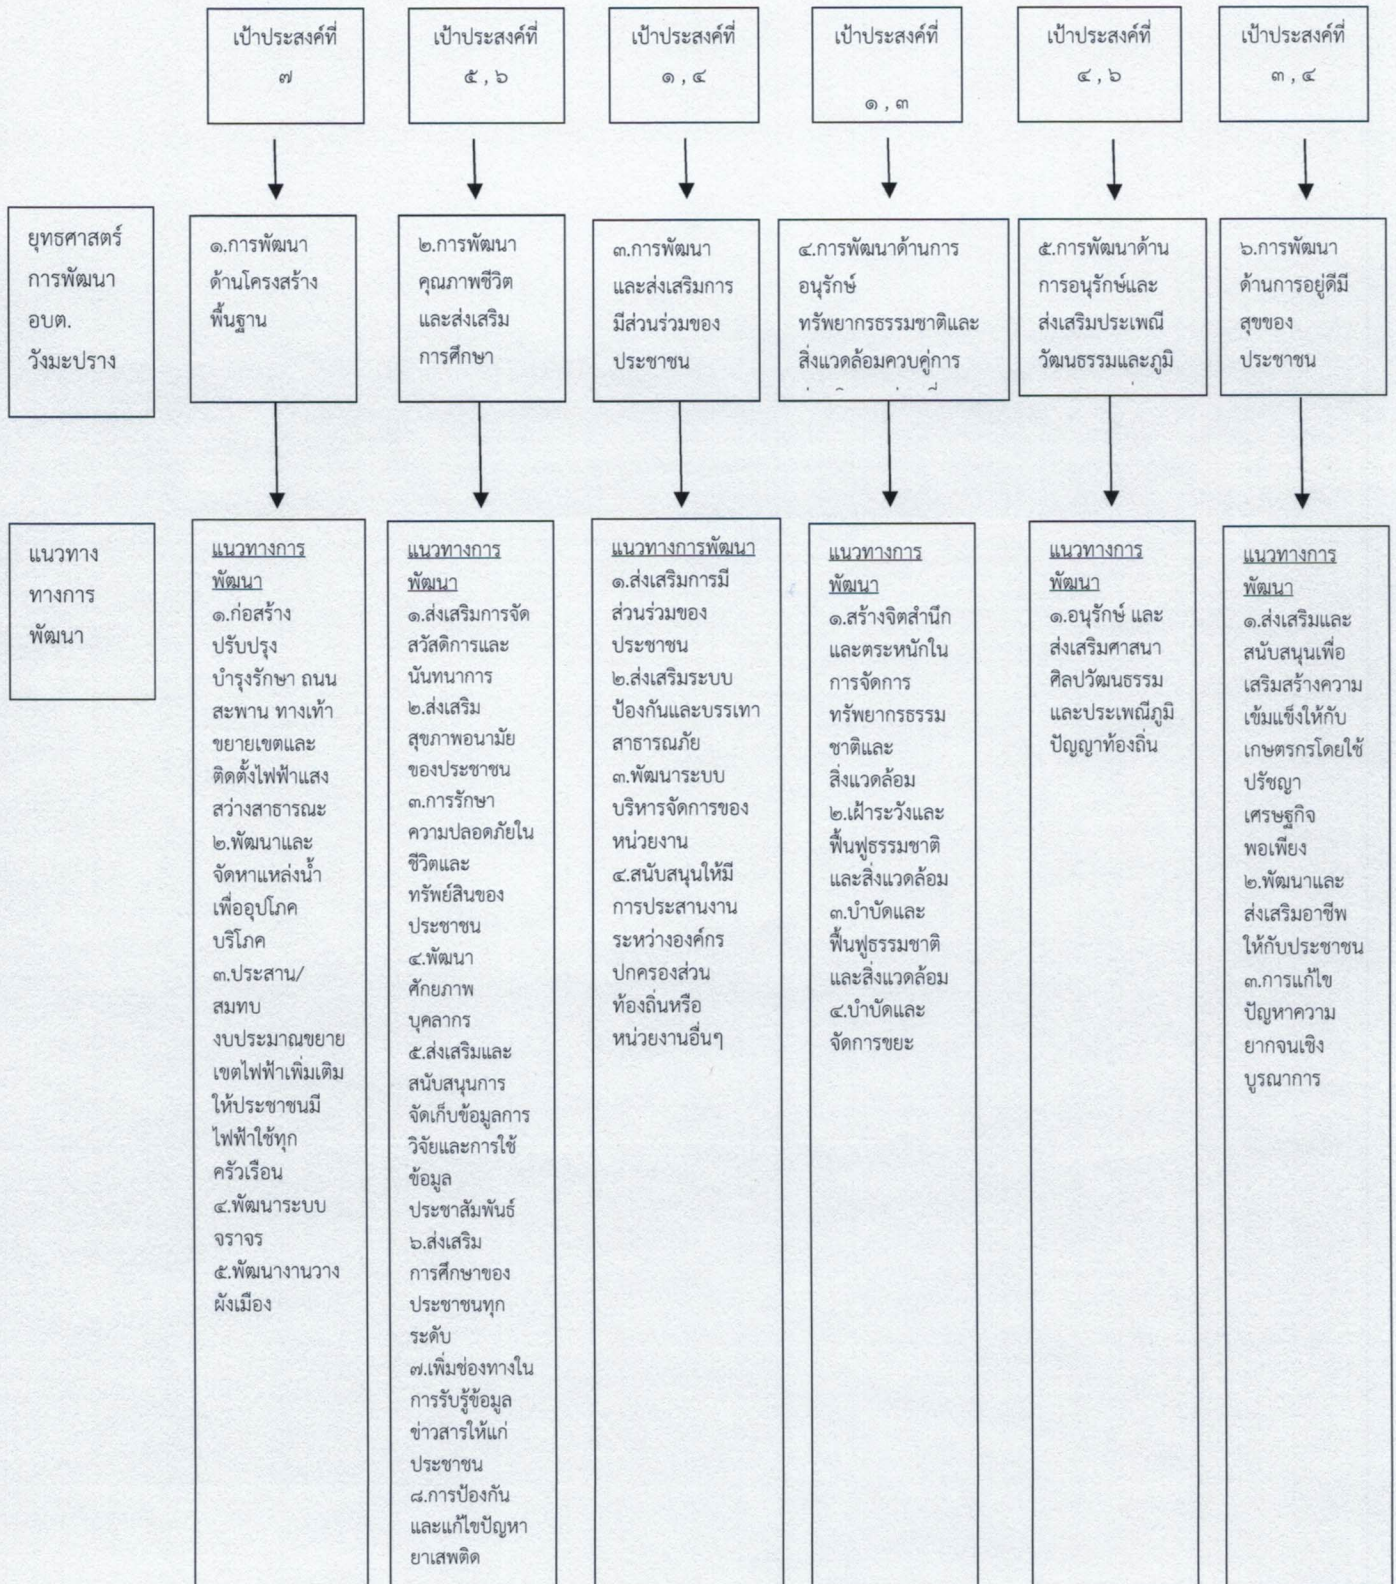 เป้าประสงค์ที่
๗
เป้าประสงค์ที่
๕ , ๖
เป้าประสงค์ที่
๑ , ๔
เป้าประสงค์ที่
๑ , ๓
เป้าประสงค์ที่
๔ , ๖
เป้าประสงค์ที่
๓ , ๔
ยุทธศาสตร์
การพัฒนา
อบต.
วังมะปราง
๑.การพัฒนา
ด้านโครงสร้าง
พื้นฐาน
๒.การพัฒนา
คุณภาพชีวิต
และส่งเสริม
การศึกษา
๓.การพัฒนา
และส่งเสริมการ
มีส่วนร่วมของ
ประชาชน
๔.การพัฒนาด้านการ
อนุรักษ์
ทรัพยากรธรรมชาติและ
สิ่งแวดล้อมควบคู่การ
๕.การพัฒนาด้าน
การอนุรักษ์และ
ส่งเสริมประเพณี
วัฒนธรรมและภูมิ
๖.การพัฒนา
ด้านการอยู่ดีมี
สุขของ
ประชาชน
แนวทาง
ทางการ
พัฒนา
แนวทางการ
พัฒนา
๑.ก่อสร้าง
ปรับปรุง
บำรุงรักษา ถนน
สะพาน ทางเท้า
ขยายเขตและ
ติดตั้งไฟฟ้าแสง
สว่างสาธารณะ
๒.พัฒนาและ
จัดหาแหล่งน้ำ
เพื่ออุปโภค
บริโภค
๓.ประสาน/
สมทบ
งบประมาณขยาย
เขตไฟฟ้าเพิ่มเติม
ให้ประชาชนมี
ไฟฟ้าใช้ทุก
ครัวเรือน
๔.พัฒนาระบบ
จราจร
๕.พัฒนางานวาง
ผังเมือง
แนวทางการ
พัฒนา
๑.ส่งเสริมการจัด
สวัสดิการและ
นันทนาการ
๒.ส่งเสริม
สุขภาพอนามัย
ของประชาชน
๓.การรักษา
ความปลอดภัยใน
ชีวิตและ
ทรัพย์สินของ
ประชาชน
๔.พัฒนา
ศักยภาพ
บุคลากร
๕.ส่งเสริมและ
สนับสนุนการ
จัดเก็บข้อมูลการ
วิจัยและการใช้
ข้อมูล
ประชาสัมพันธ์
๖.ส่งเสริม
การศึกษาของ
ประชาชนทุก
ระดับ
๗.เพิ่มช่องทางใน
การรับรู้ข้อมูล
ข่าวสารให้แก่
ประชาชน
๘.การป้องกัน
และแก้ไขปัญหา
ยาเสพติด
แนวทางการพัฒนา
๑.ส่งเสริมการมี
ส่วนร่วมของ
ประชาชน
๒.ส่งเสริมระบบ
ป้องกันและบรรเทา
สาธารณภัย
๓.พัฒนาระบบ
บริหารจัดการของ
หน่วยงาน
๔.สนับสนุนให้มี
การประสานงาน
ระหว่างองค์กร
ปกครองส่วน
ท้องถิ่นหรือ
หน่วยงานอื่นๆ
แนวทางการ
พัฒนา
๑.สร้างจิตสำนึก
และตระหนักใน
การจัดการ
ทรัพยากรธรรม
ชาติและ
สิ่งแวดล้อม
๒.เฝ้าระวังและ
ฟื้นฟูธรรมชาติ
และสิ่งแวดล้อม
๓.บำบัดและ
ฟื้นฟูธรรมชาติ
และสิ่งแวดล้อม
๔.บำบัดและ
จัดการขยะ
แนวทางการ
พัฒนา
๑.อนุรักษ์ และ
ส่งเสริมศาสนา
ศิลปวัฒนธรรม
และประเพณีภูมิ
ปัญญาท้องถิ่น
แนวทางการ
พัฒนา
๑.ส่งเสริมและ
สนับสนุนเพื่อ
เสริมสร้างความ
เข้มแข็งให้กับ
เกษตรกรโดยใช้
ปรัชญา
เศรษฐกิจ
พอเพียง
๒.พัฒนาและ
ส่งเสริมอาชีพ
ให้กับประชาชน
๓.การแก้ไข
ปัญหาความ
ยากจนเชิง
บูรณาการ